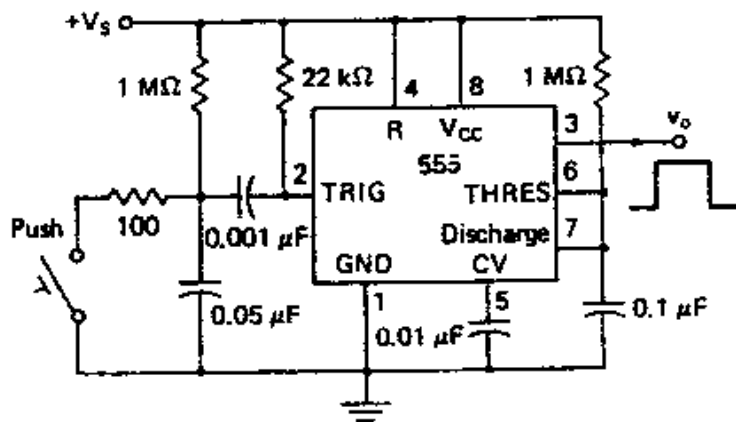 +Vs
1 MΩ
22 kΩ
4
8
1 MΩ
R
Vcc
3
vo
2
555
6
TRIG
THRES
Push
100
0.001 μF
Discharge
7
GND
CV
0.05 μF
1
5
0.01 μF
0.1 μF